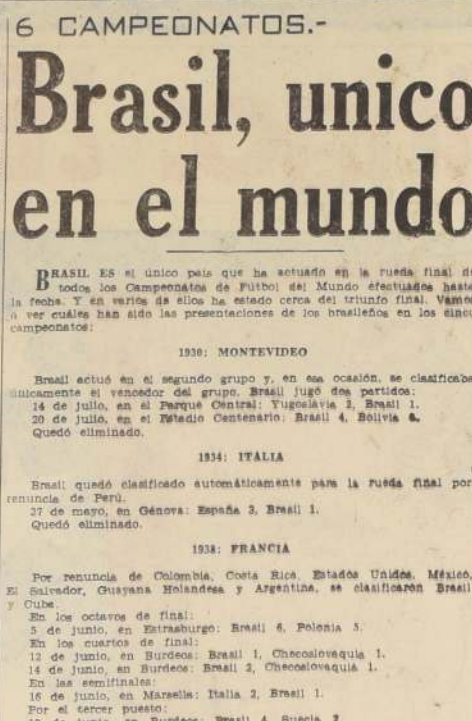 6 CAMPEONATOS.-
Brasil, unico
en el mundo
BRASIL ES el único país que ha actuado en la rueda final de
todos los Campeonatos de Fútbol del Mundo efectuados hasta
la fecha. Y en varios de ellos ha estado cerca del triunfo final. Vamos
a ver cuáles han sido las presentaciones de los brasileños en los cinco
campeonatos:
1930: MONTEVIDEO
Brasil actuó en el segundo grupo y, en esa ocasión, se clasificaba
únicamente el vencedor del grupo. Brasil jugó dos partidos:
14 de julio, en el Parque Central: Yugoslavia 2, Brasil 1.
20 de julio, en el Estadio Centenario: Brasil 4, Bolivia
Quedó eliminado.
1934: ITALIA
Brasil quedó clasificado automáticamente para la rueda final por
renuncia de Perú.
27 de mayo, en Génova: España 3, Brasil 1.
Quedó eliminado.
1938: FRANCIA
Por renuncia de Colombia, Costa Rica, Estados Unidos, México,
El Salvador, Guayana Holandesa y Argentina, se clasificaron Brasil
y Cuba.
En los octavos de final:
5 de junio, en Estrasburgo: Brasil 6, Polonia 5.
En los cuartos de final:
12 de junio, en Burdeos: Brasil 1, Checoslovaquia 1.
14 de junio, en Burdeos: Brasil 2, Checoslovaquia 1.
En las semifinales:
16 de junio, en Marsella: Italia 2, Brasil 1.
Por el tercer puesto:
de junio, en Burdeos: Brasil 4, Suecia 2